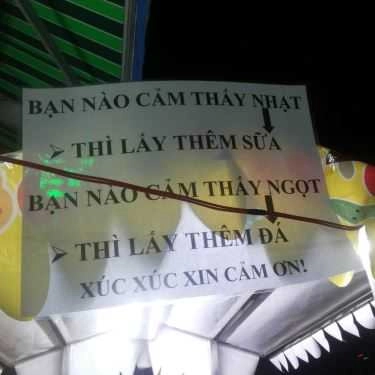 BẠN NÀO CẢM THẤY NHẠT
➢ THÌ LẤY THÊM SỮA
BẠN NÀO CẢM THẤY NGỌT
➢ THÌ LẤY THÊM ĐÁ
XÚC XÚC XIN CẢM ƠN!